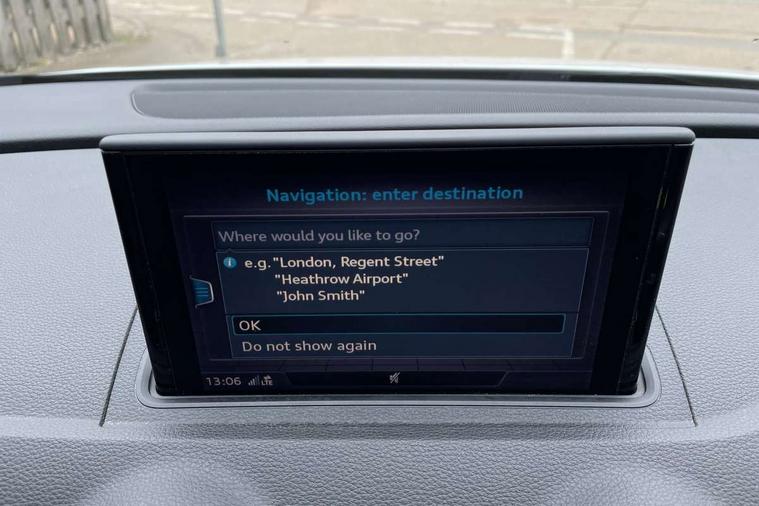 Navigation: enter destination
Where would you like to go?
i e.g. "London, Regent Street"
"Heathrow Airport"
"John Smith"
OK
Do not show again
13:06 LTE